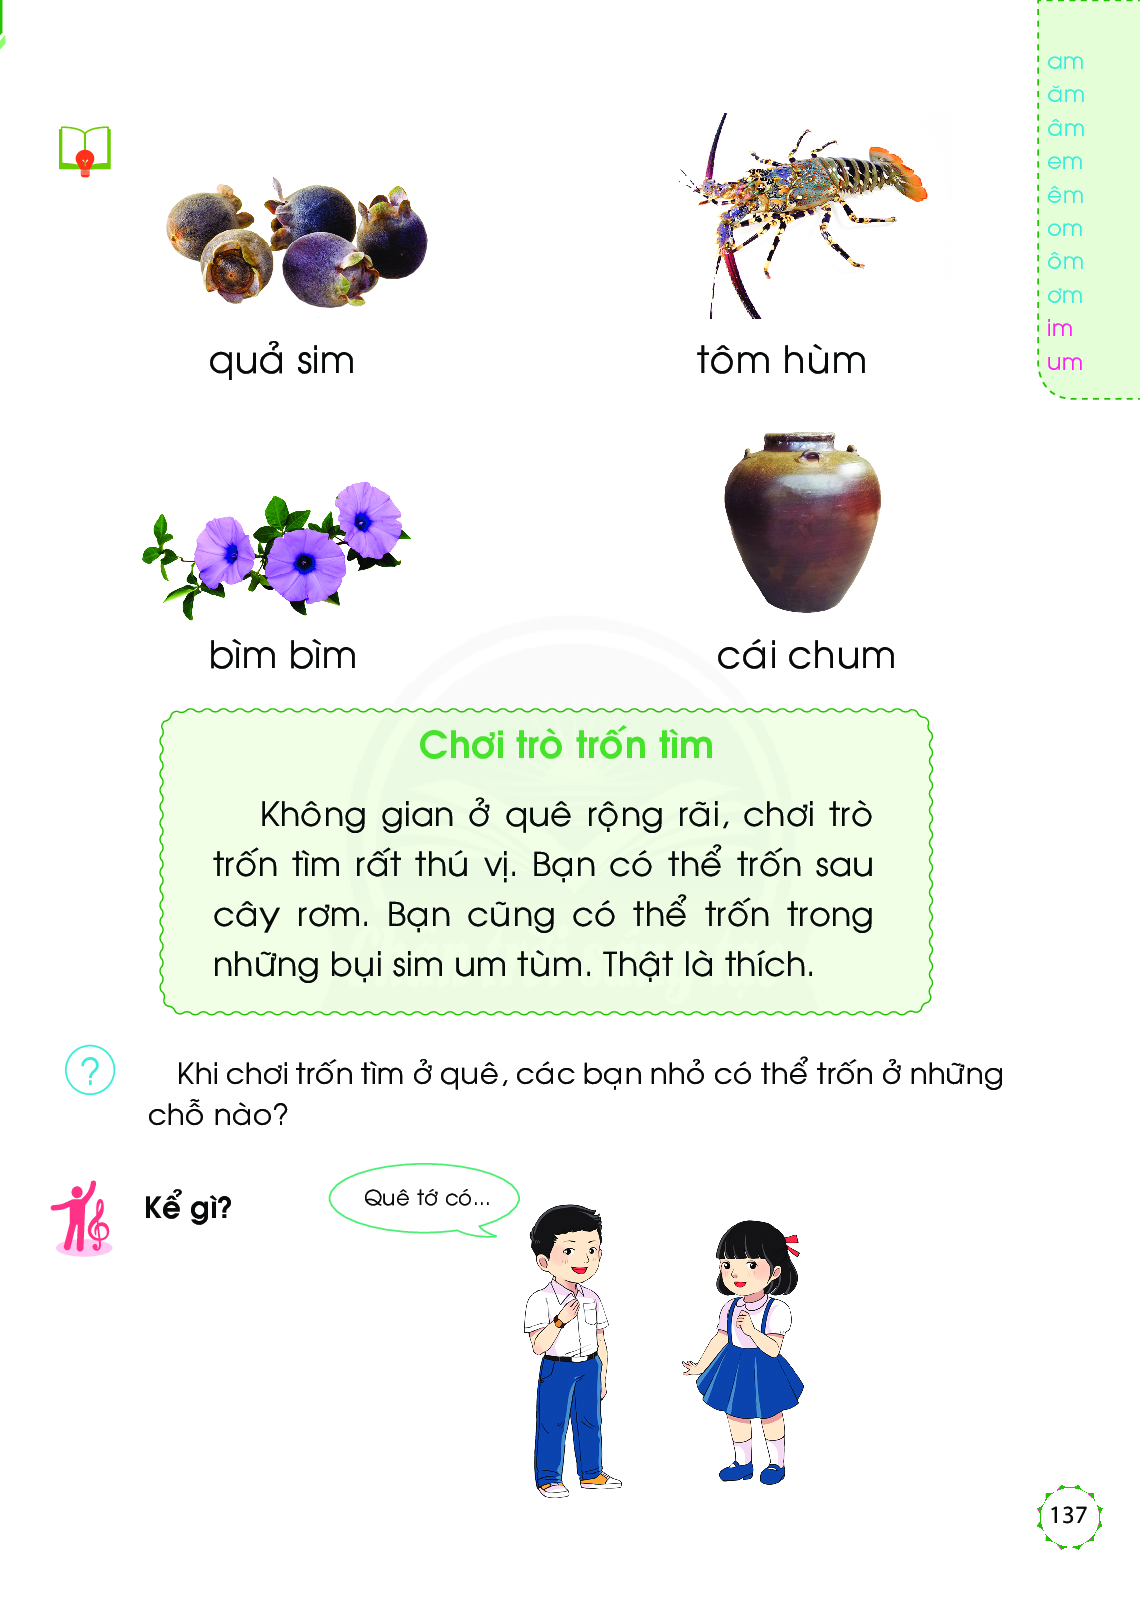 am
ăm
âm
em
êm
om
ôm
ơm
im
um
quả sim
tôm hùm
bìm bìm
cái chum
Chơi trò trốn tìm
Không gian ở quê rộng rãi, chơi trò
trốn tìm rất thú vị. Bạn có thể trốn sau
cây rơm. Bạn cũng có thể trốn trong
những bụi sim um tùm. Thật là thích.
?
Khi chơi trốn tìm ở quê, các bạn nhỏ có thể trốn ở những
chỗ nào?
Kể gì?
Quê tớ có...
137